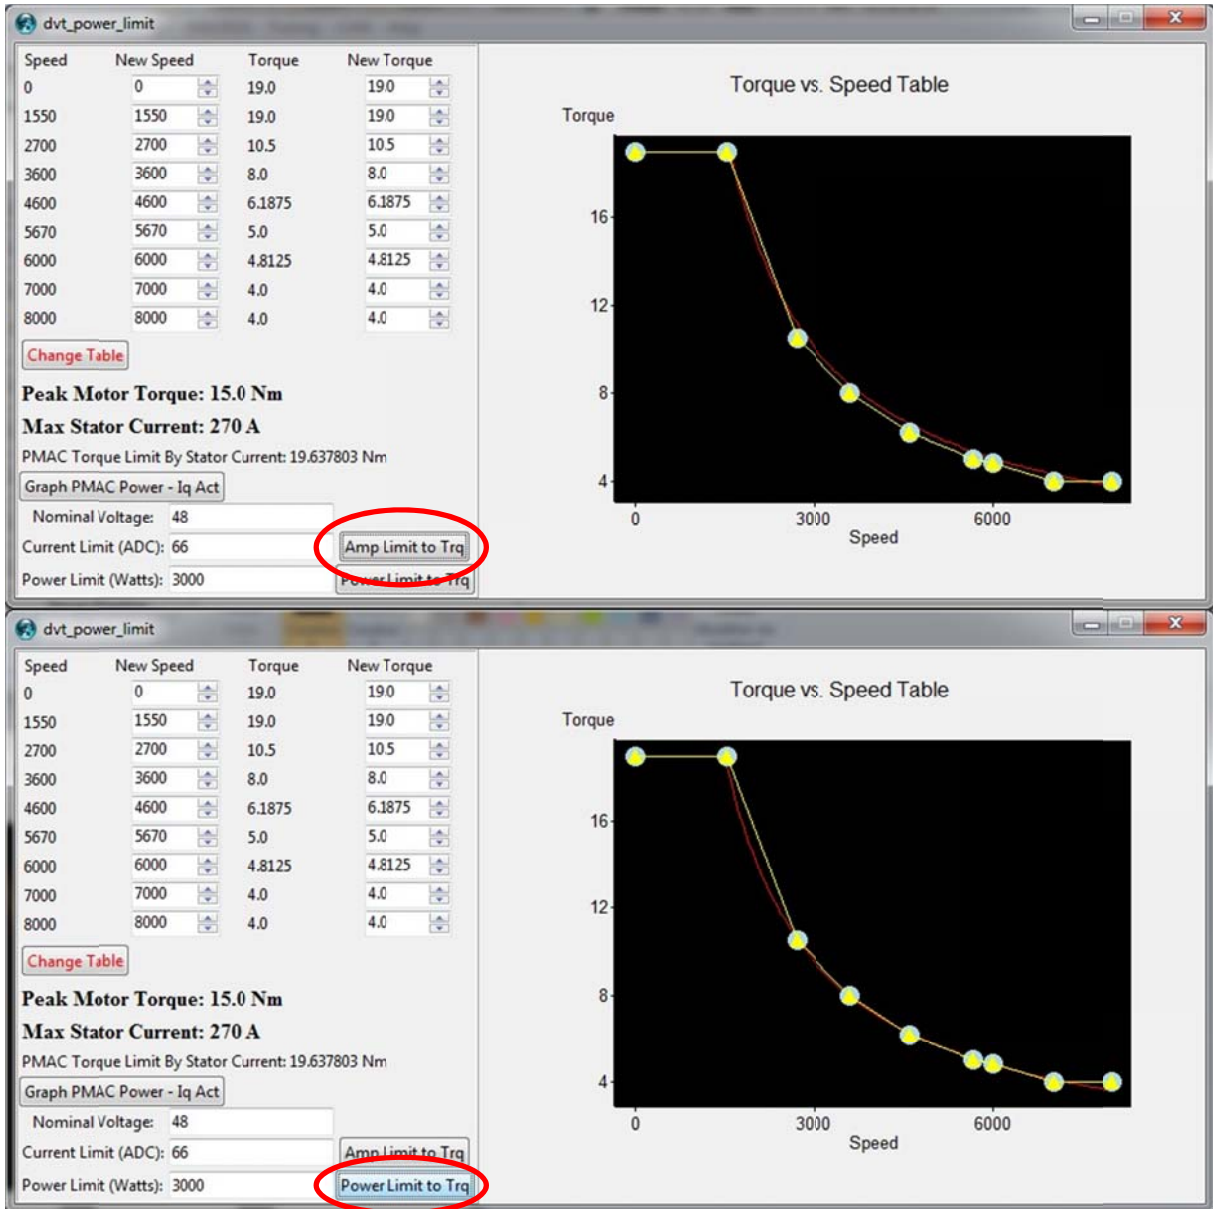 dvt_power_limit
Speed New Speed Torque New Torque
0 0 19.0 19.0
1550 1550 19.0 19.0
2700 2700 10.5 10.5
3600 3600 8.0 8.0
4600 4600 6.1875 6.1875
5670 5670 5.0 5.0
6000 6000 4.8125 4.8125
7000 7000 4.0 4.0
8000 8000 4.0 4.0
Change Table
Peak Motor Torque: 15.0 Nm
Max Stator Current: 270 A
PMAC Torque Limit By Stator Current: 19.637803 Nm
Graph PMAC Power - Iq Act
Nominal Voltage: 48
Current Limit (ADC): 66 Amp Limit to Trq
Power Limit (Watts): 3000 Power Limit to Trq
Torque vs. Speed Table
Torque
16
12
8
4
0 3000 6000
Speed
dvt_power_limit
Speed New Speed Torque New Torque
0 0 19.0 19.0
1550 1550 19.0 19.0
2700 2700 10.5 10.5
3600 3600 8.0 8.0
4600 4600 6.1875 6.1875
5670 5670 5.0 5.0
6000 6000 4.8125 4.8125
7000 7000 4.0 4.0
8000 8000 4.0 4.0
Change Table
Peak Motor Torque: 15.0 Nm
Max Stator Current: 270 A
PMAC Torque Limit By Stator Current: 19.637803 Nm
Graph PMAC Power - Iq Act
Nominal Voltage: 48
Current Limit (ADC): 66 Amp Limit to Trq
Power Limit (Watts): 3000 Power Limit to Trq
Torque vs. Speed Table
Torque
16
12
8
4
0 3000 6000
Speed